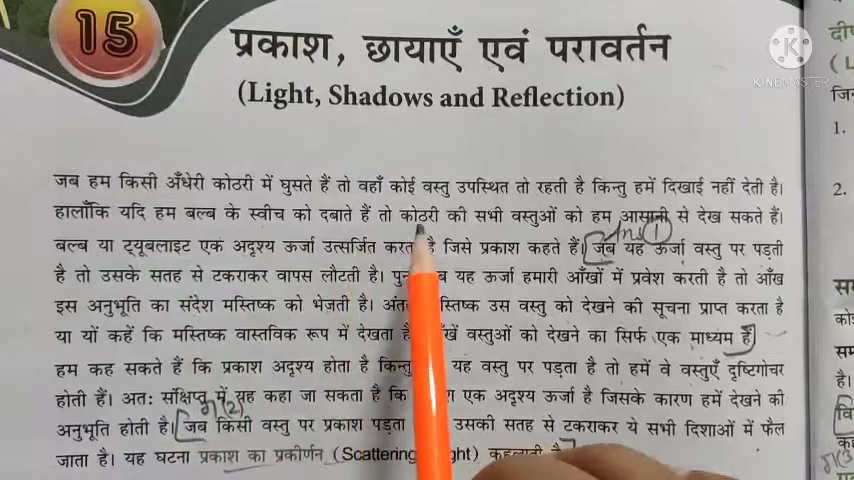 15
प्रकाश, छायाएँ एवं परावर्तन
(Light, Shadows and Reflection)
KINEMASTER
जब हम किसी अँधेरी कोठरी में घुसते हैं तो वहाँ कोई वस्तु उपस्थित तो रहती है किन्तु हमें दिखाई नहीं देती है।
हालाँकि यदि हम बल्ब के स्वीच को दबाते हैं तो कोठरी की सभी वस्तुओं को हम आसानी से देख सकते हैं।
Ans 1
बल्ब या ट्यूबलाइट एक अदृश्य ऊर्जा उत्सर्जित करता है जिसे प्रकाश कहते हैं। जब यह ऊर्जा वस्तु पर पड़ती
है तो उसके सतह से टकराकर वापस लौटती है। यह ऊर्जा हमारी आँखों में प्रवेश करती है तो आँख
इस अनुभूति का संदेश मस्तिष्क को भेज़ती है। उस वस्तु को देखने की सूचना प्राप्त करता है
या यों कहें कि मस्तिष्क वास्तविक रूप में देखता वस्तुओं को देखने का सिर्फ एक माध्यम हैं
हम कह सकते हैं कि प्रकाश अदृश्य होता है किन्तु यह वस्तु पर पड़ता है तो हमें वे वस्तुएँ दृष्टिगोचर
होती हैं। अतः संक्षिप्त में यह कहा जा सकता है कि एक अदृश्य ऊर्जा है जिसके कारण हमें देखने की
(2)
अनुभूति होती है। जब किसी वस्तु पर प्रकाश पड़ता उसकी सतह से टकराकर ये सभी दिशाओं में फैल
जाता है। यह घटना प्रकाश का प्रकीर्णन (Scattering
1.
2.